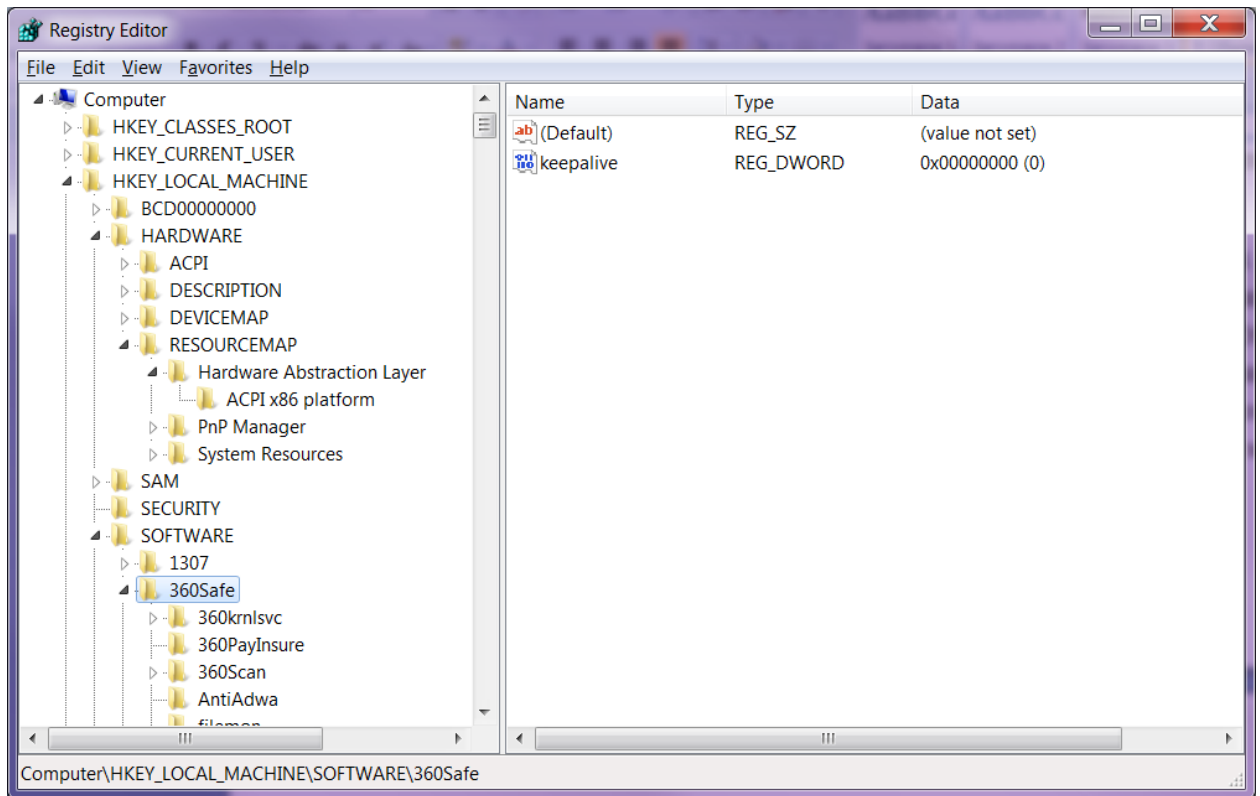 Registry Editor
File Edit View Favorites Help
Computer
HKEY_CLASSES_ROOT
HKEY_CURRENT_USER
HKEY_LOCAL_MACHINE
BCD00000000
HARDWARE
ACPI
DESCRIPTION
DEVICEMAP
RESOURCEMAP
Hardware Abstraction Layer
ACPI x86 platform
PnP Manager
System Resources
SAM
SECURITY
SOFTWARE
1307
360Safe
360krnlsvc
360PayInsure
360Scan
AntiAdwa
Name Type Data
(Default) REG_SZ (value not set)
keepalive REG_DWORD 0x00000000 (0)
Computer\HKEY_LOCAL_MACHINE\SOFTWARE\360Safe